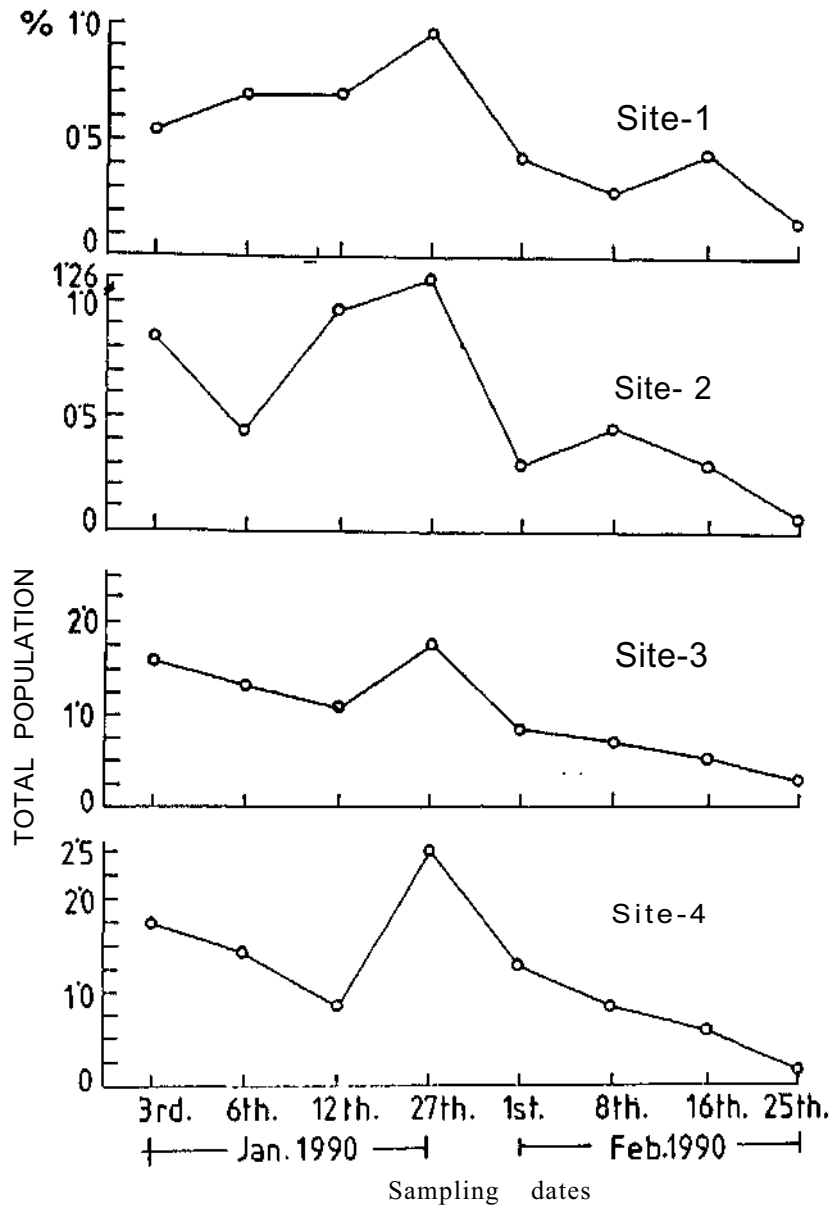 % 1.0
Site-1
0.5
0
1.26
1.0
Site- 2
0.5
0
TOTAL POPULATION
2.0
Site-3
1.0
0
2.5
2.0
Site-4
1.0
0
3rd. 6th. 12th. 27th. 1st. 8th. 16th. 25th.
Jan.1990 Feb.1990
Sampling dates